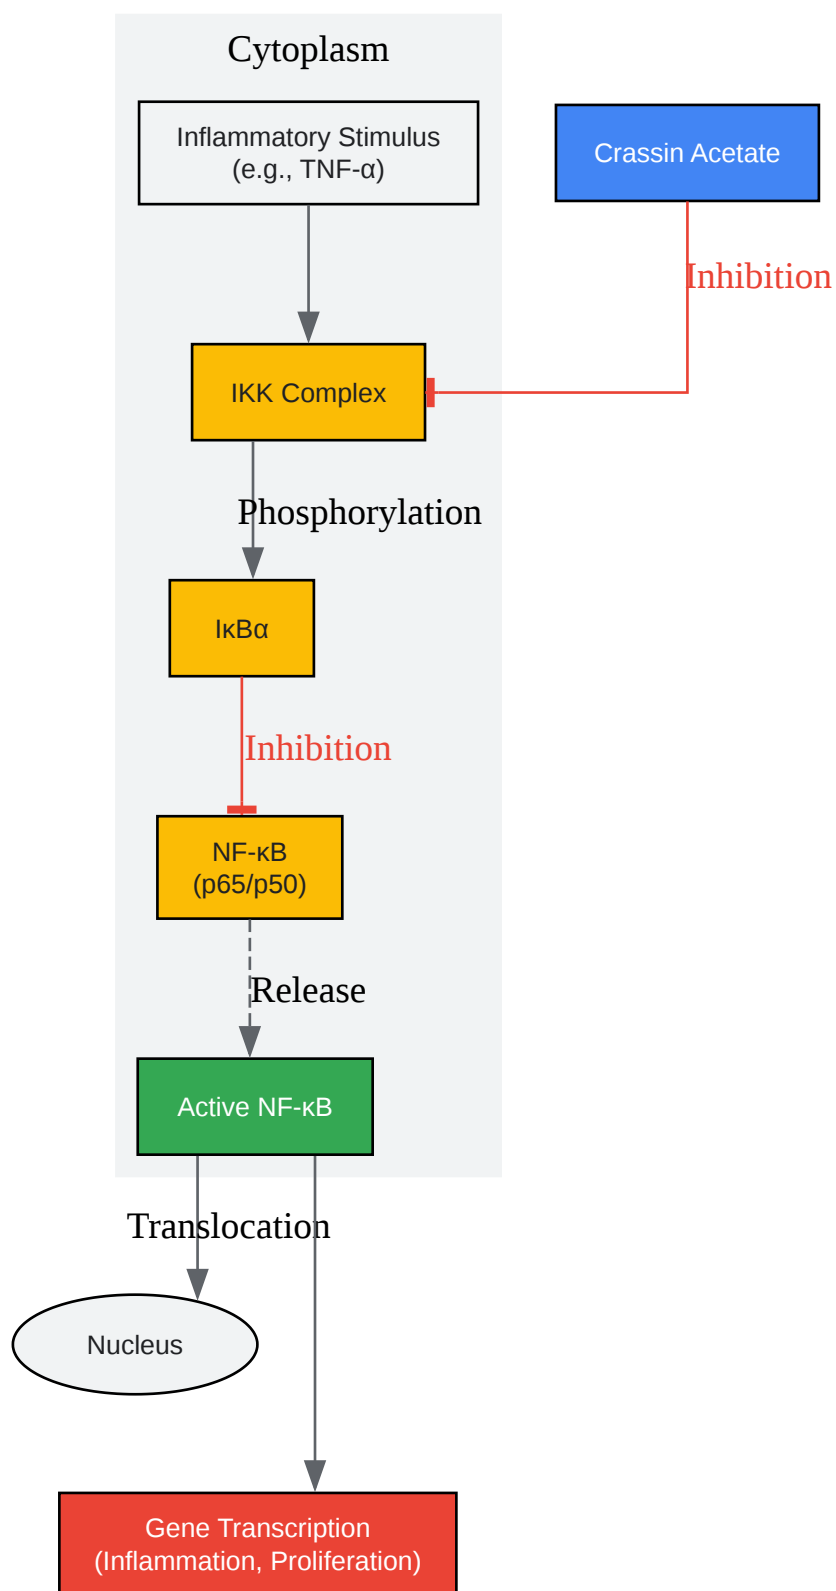 Cytoplasm
Inflammatory Stimulus
(e.g., TNF-α)
Crassin Acetate
Inhibition
IKK Complex
Phosphorylation
IκBα
Inhibition
NF-κB
(p65/p50)
Release
Active NF-κB
Translocation
Nucleus
Gene Transcription
(Inflammation, Proliferation)